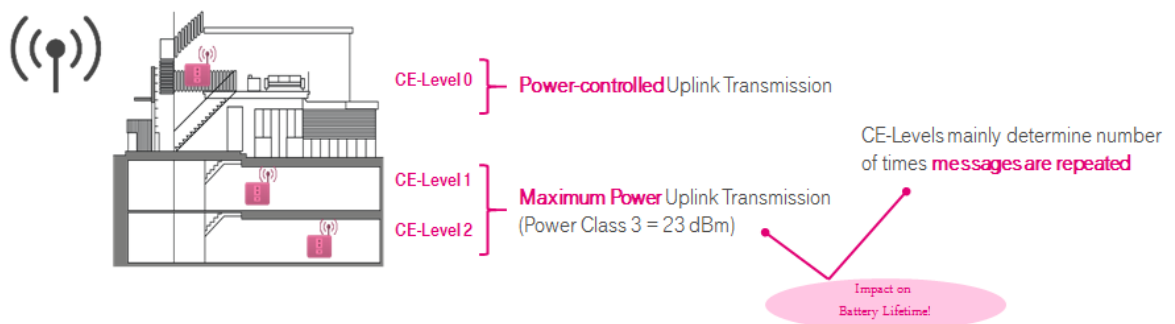 CE-Level 0
Power-controlled Uplink Transmission
CE-Levels mainly determine number
of times messages are repeated
CE-Level 1
Maximum Power Uplink Transmission
CE-Level 2
(Power Class 3 = 23 dBm)
Impact on
Battery Lifetime!